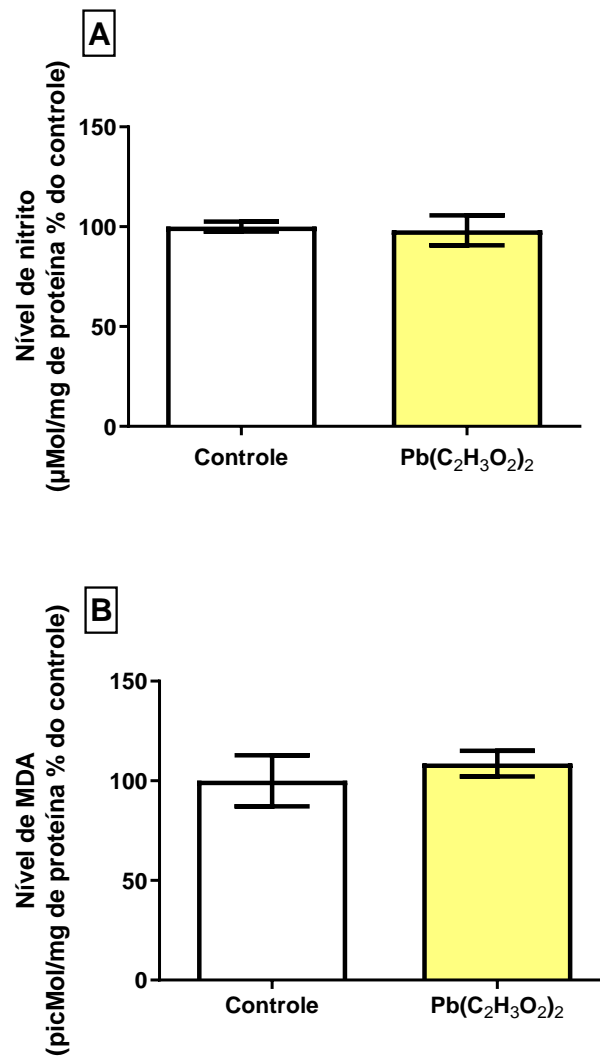 A
Nível de nitrito
(µMol/mg de proteína % do controle)
150
100
50
0
Controle
Pb(C₂H₃O₂)₂
B
Nível de MDA
(picMol/mg de proteína % do controle)
150
100
50
0
Controle
Pb(C₂H₃O₂)₂